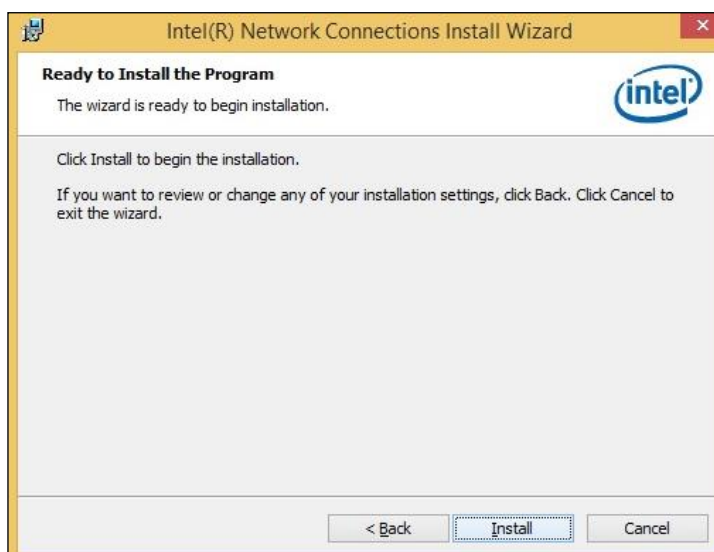 Intel(R) Network Connections Install Wizard
Ready to Install the Program
The wizard is ready to begin installation.
intel
Click Install to begin the installation.
If you want to review or change any of your installation settings, click Back. Click Cancel to
exit the wizard.
< Back
Install
Cancel